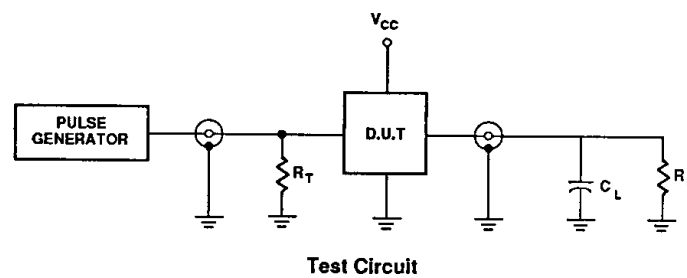 VCC
PULSE
GENERATOR
D.U.T
RT
CL
R
Test Circuit